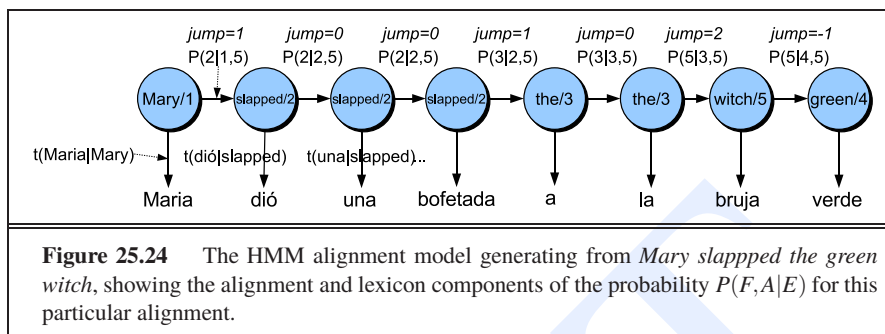 jump=1 jump=0 jump=0 jump=1 jump=0 jump=2 jump=-1
P(2|1,5) P(2|2,5) P(2|2,5) P(3|2,5) P(3|3,5) P(5|3,5) P(5|4,5)
Mary/1 slapped/2 slapped/2 slapped/2 the/3 the/3 witch/5 green/4
t(Maria|Mary) t(dió|slapped) t(una|slapped)...
Maria dió una bofetada a la bruja verde
Figure 25.24 The HMM alignment model generating from Mary slappped the green
witch, showing the alignment and lexicon components of the probability P(F,A|E) for this
particular alignment.